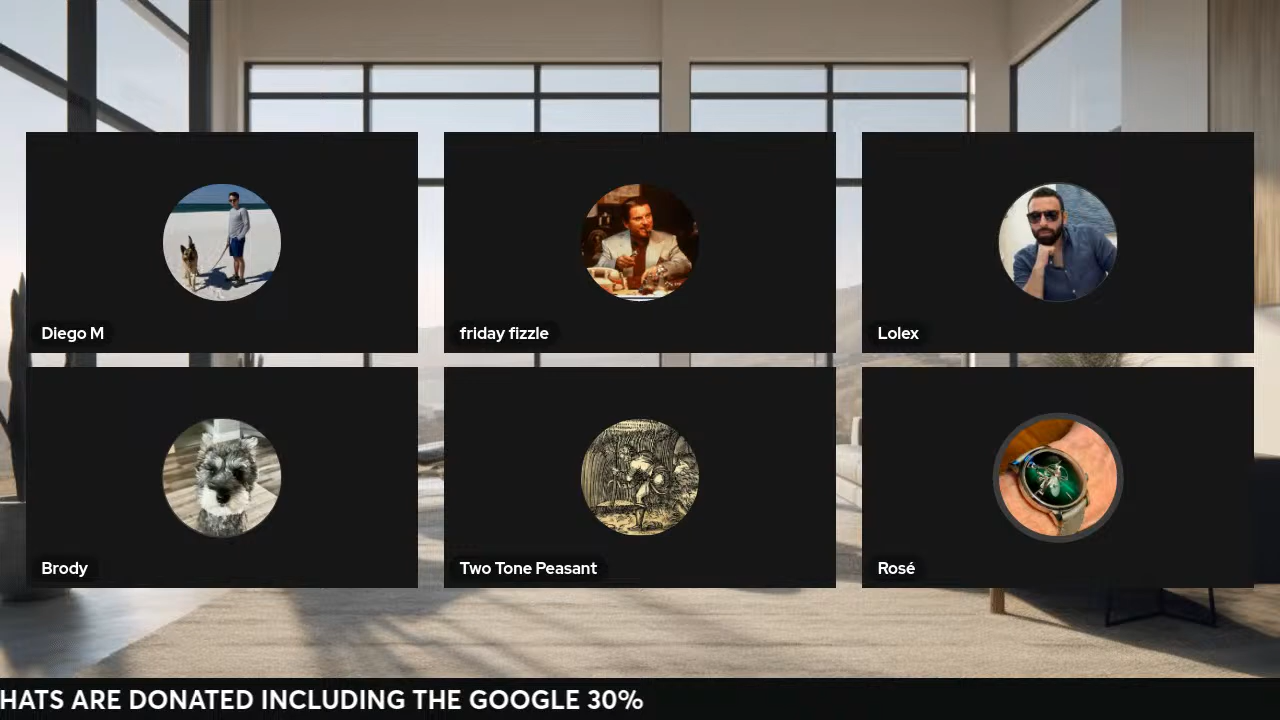 Diego M
friday fizzle
Lolex
Brody
Two Tone Peasant
Rosé
HATS ARE DONATED INCLUDING THE GOOGLE 30%